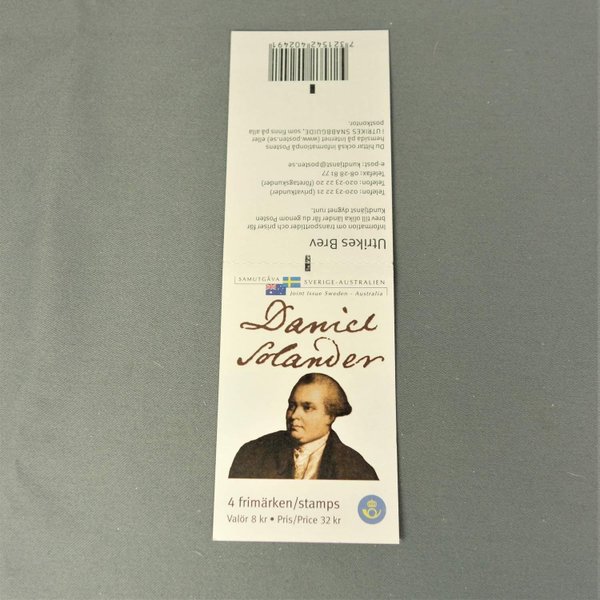 SAMUTGÅVA SVERIGE-AUSTRALIEN
Joint Issue Sweden - Australia
Daniel
Solander
4 frimärken/stamps
Valör 8 kr • Pris/Price 32 kr
Utrikes Brev
Information om transporttider och priser för
brev till olika länder får du genom Posten
Kundtjänst dygnet runt.
Telefon: 020-23 22 21 (privatkunder)
Telefon: 020-23 22 20 (företagskunder)
Telefax: 08-28 81 77
e-post: kundtjanst@posten.se
Du hittar också information på Postens
hemsida på internet (www.posten.se) eller
i UTRIKES SNABBGUIDE, som finns på alla
postkontor.
7 321542 402491